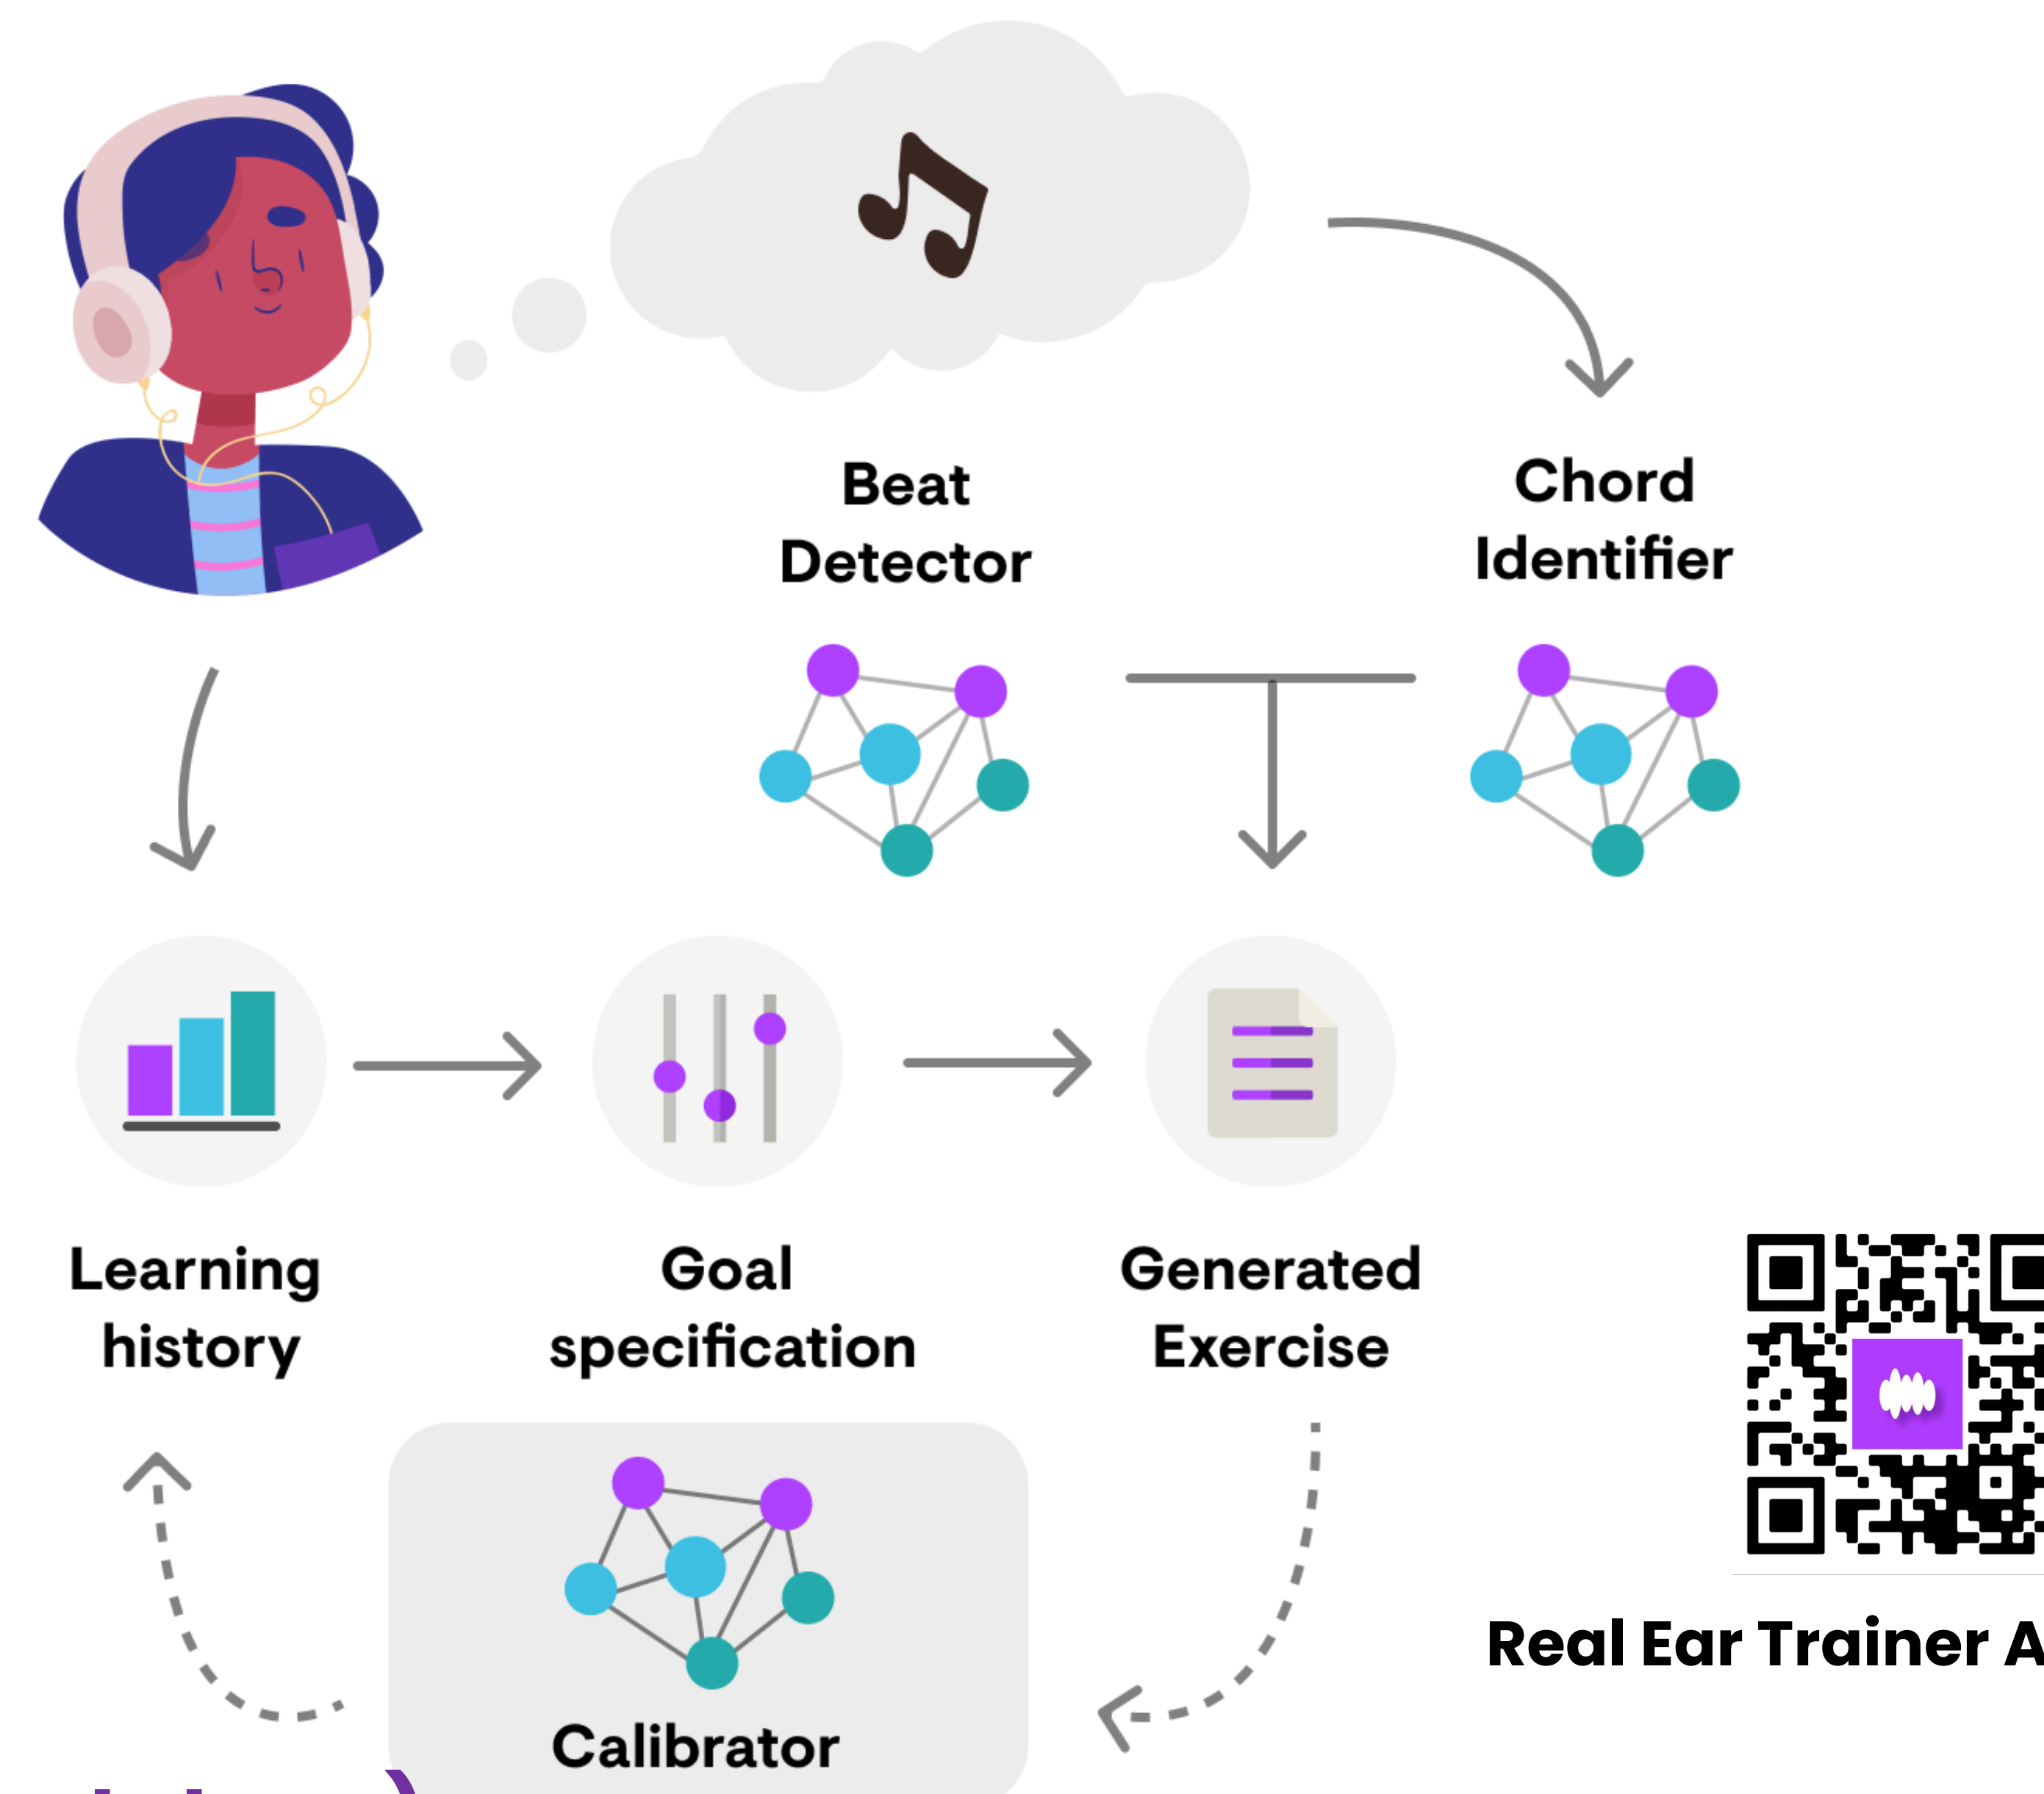 Beat
Detector
Chord
Identifier
Learning
history
Goal
specification
Generated
Exercise
Real Ear Trainer
Calibrator